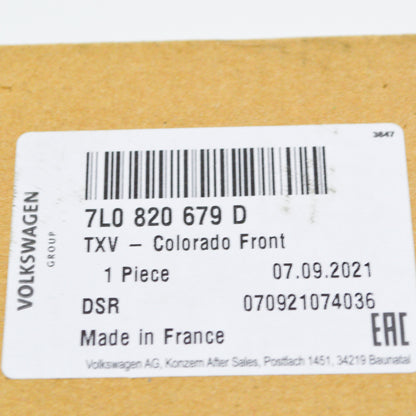 3647
VOLKSWAGEN
GROUP
7L0 820 679 D
TXV – Colorado Front
1 Piece 07.09.2021
DSR 070921074036
Made in France EAC
Volkswagen AG, Konzern After Sales, Postfach 1451, 34219 Baunatal